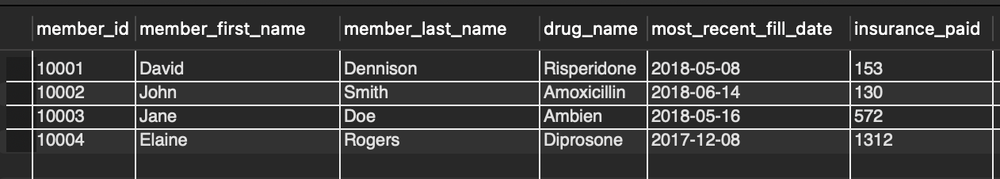 member_id member_first_name member_last_name drug_name most_recent_fill_date insurance_paid
10001 David Dennison Risperidone 2018-05-08 153
10002 John Smith Amoxicillin 2018-06-14 130
10003 Jane Doe Ambien 2018-05-16 572
10004 Elaine Rogers Diprosone 2017-12-08 1312